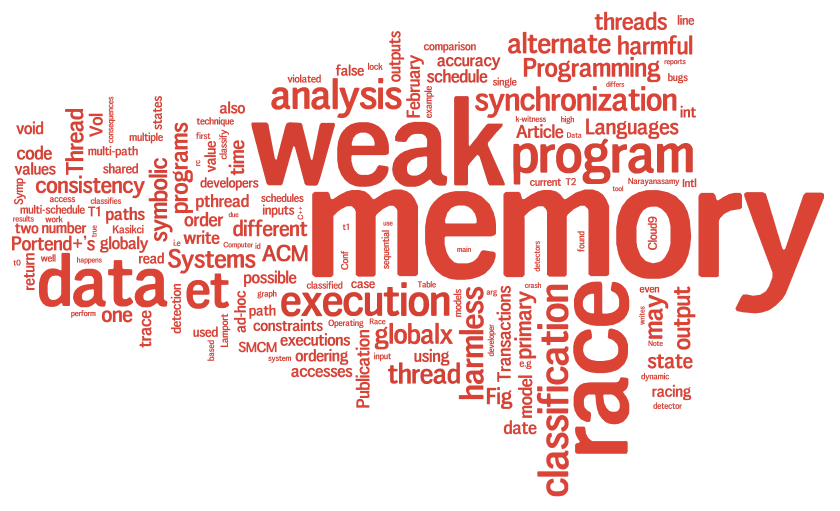 threads line
alternate harmful
comparison
outputs
false lock
accuracy
Programming reports
violated
February
schedule single
bugs
differs
analysis
example
synchronization int
states
also
Thread
Vol
consequences
technique
k-witness high
void
multiple
first
weak
Article Data Languages
code
multi-path
symbolic
programs
rc
value
classify
time
program
values
shared
Symp
consistency
developers
current T2
tool
Narayanasamy Intl
access classifies
pthread
schedules
memory
multi-schedule T1 paths
order due
inputs C++
results work
two number true Kasikci
different
t1
use
sequential
Conf
main
detectors
found
Cloud9
write
Portend+'s globaly
i.e
Computer id
ACM
return
well
read Systems
t0
happens
data
et
possible
classified case Table
models
arg
crash
even
detection
ad-hoc
graph
path
execution
harmless
Transactions
primary
classification
race
writes
may
output
perform one
trace
used
based
Lamport
constraints Operating Race
globalx
developer
Note
executions
SMCM
system ordering input using
e.g.
state
accesses
Publication
thread
model
dynamic
Fig
racing
detector
date